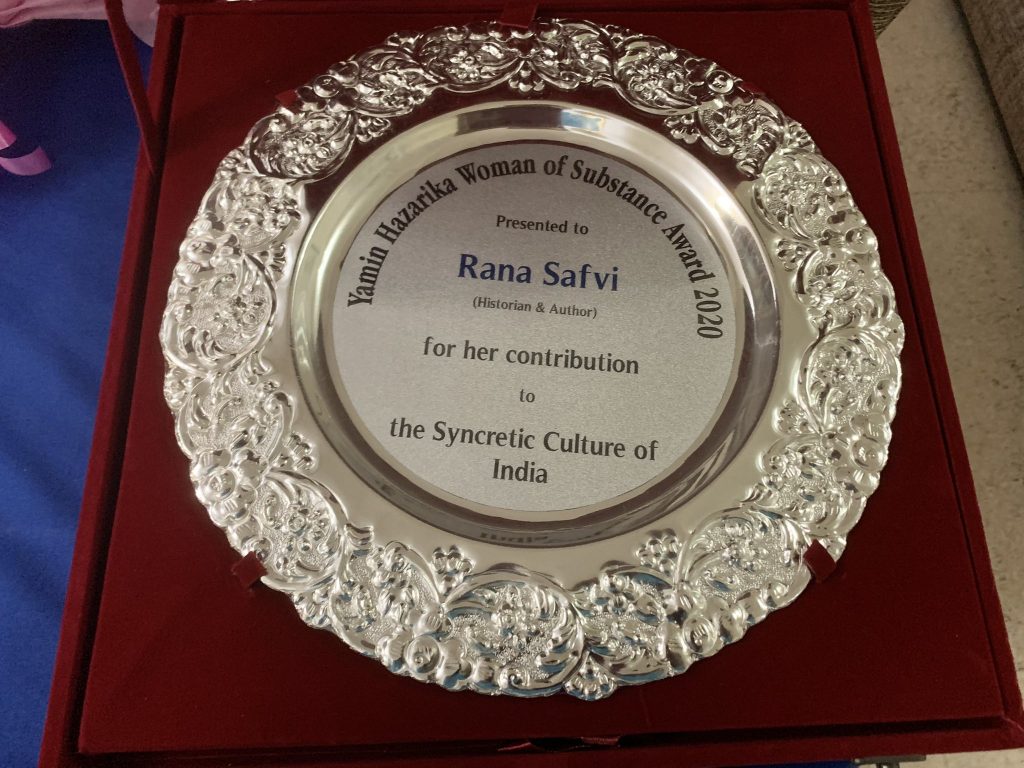 Yamin Hazarika Woman of Substance Award 2020
Presented to
Rana Safvi
(Historian & Author)
for her contribution
to
the Syncretic Culture of
India